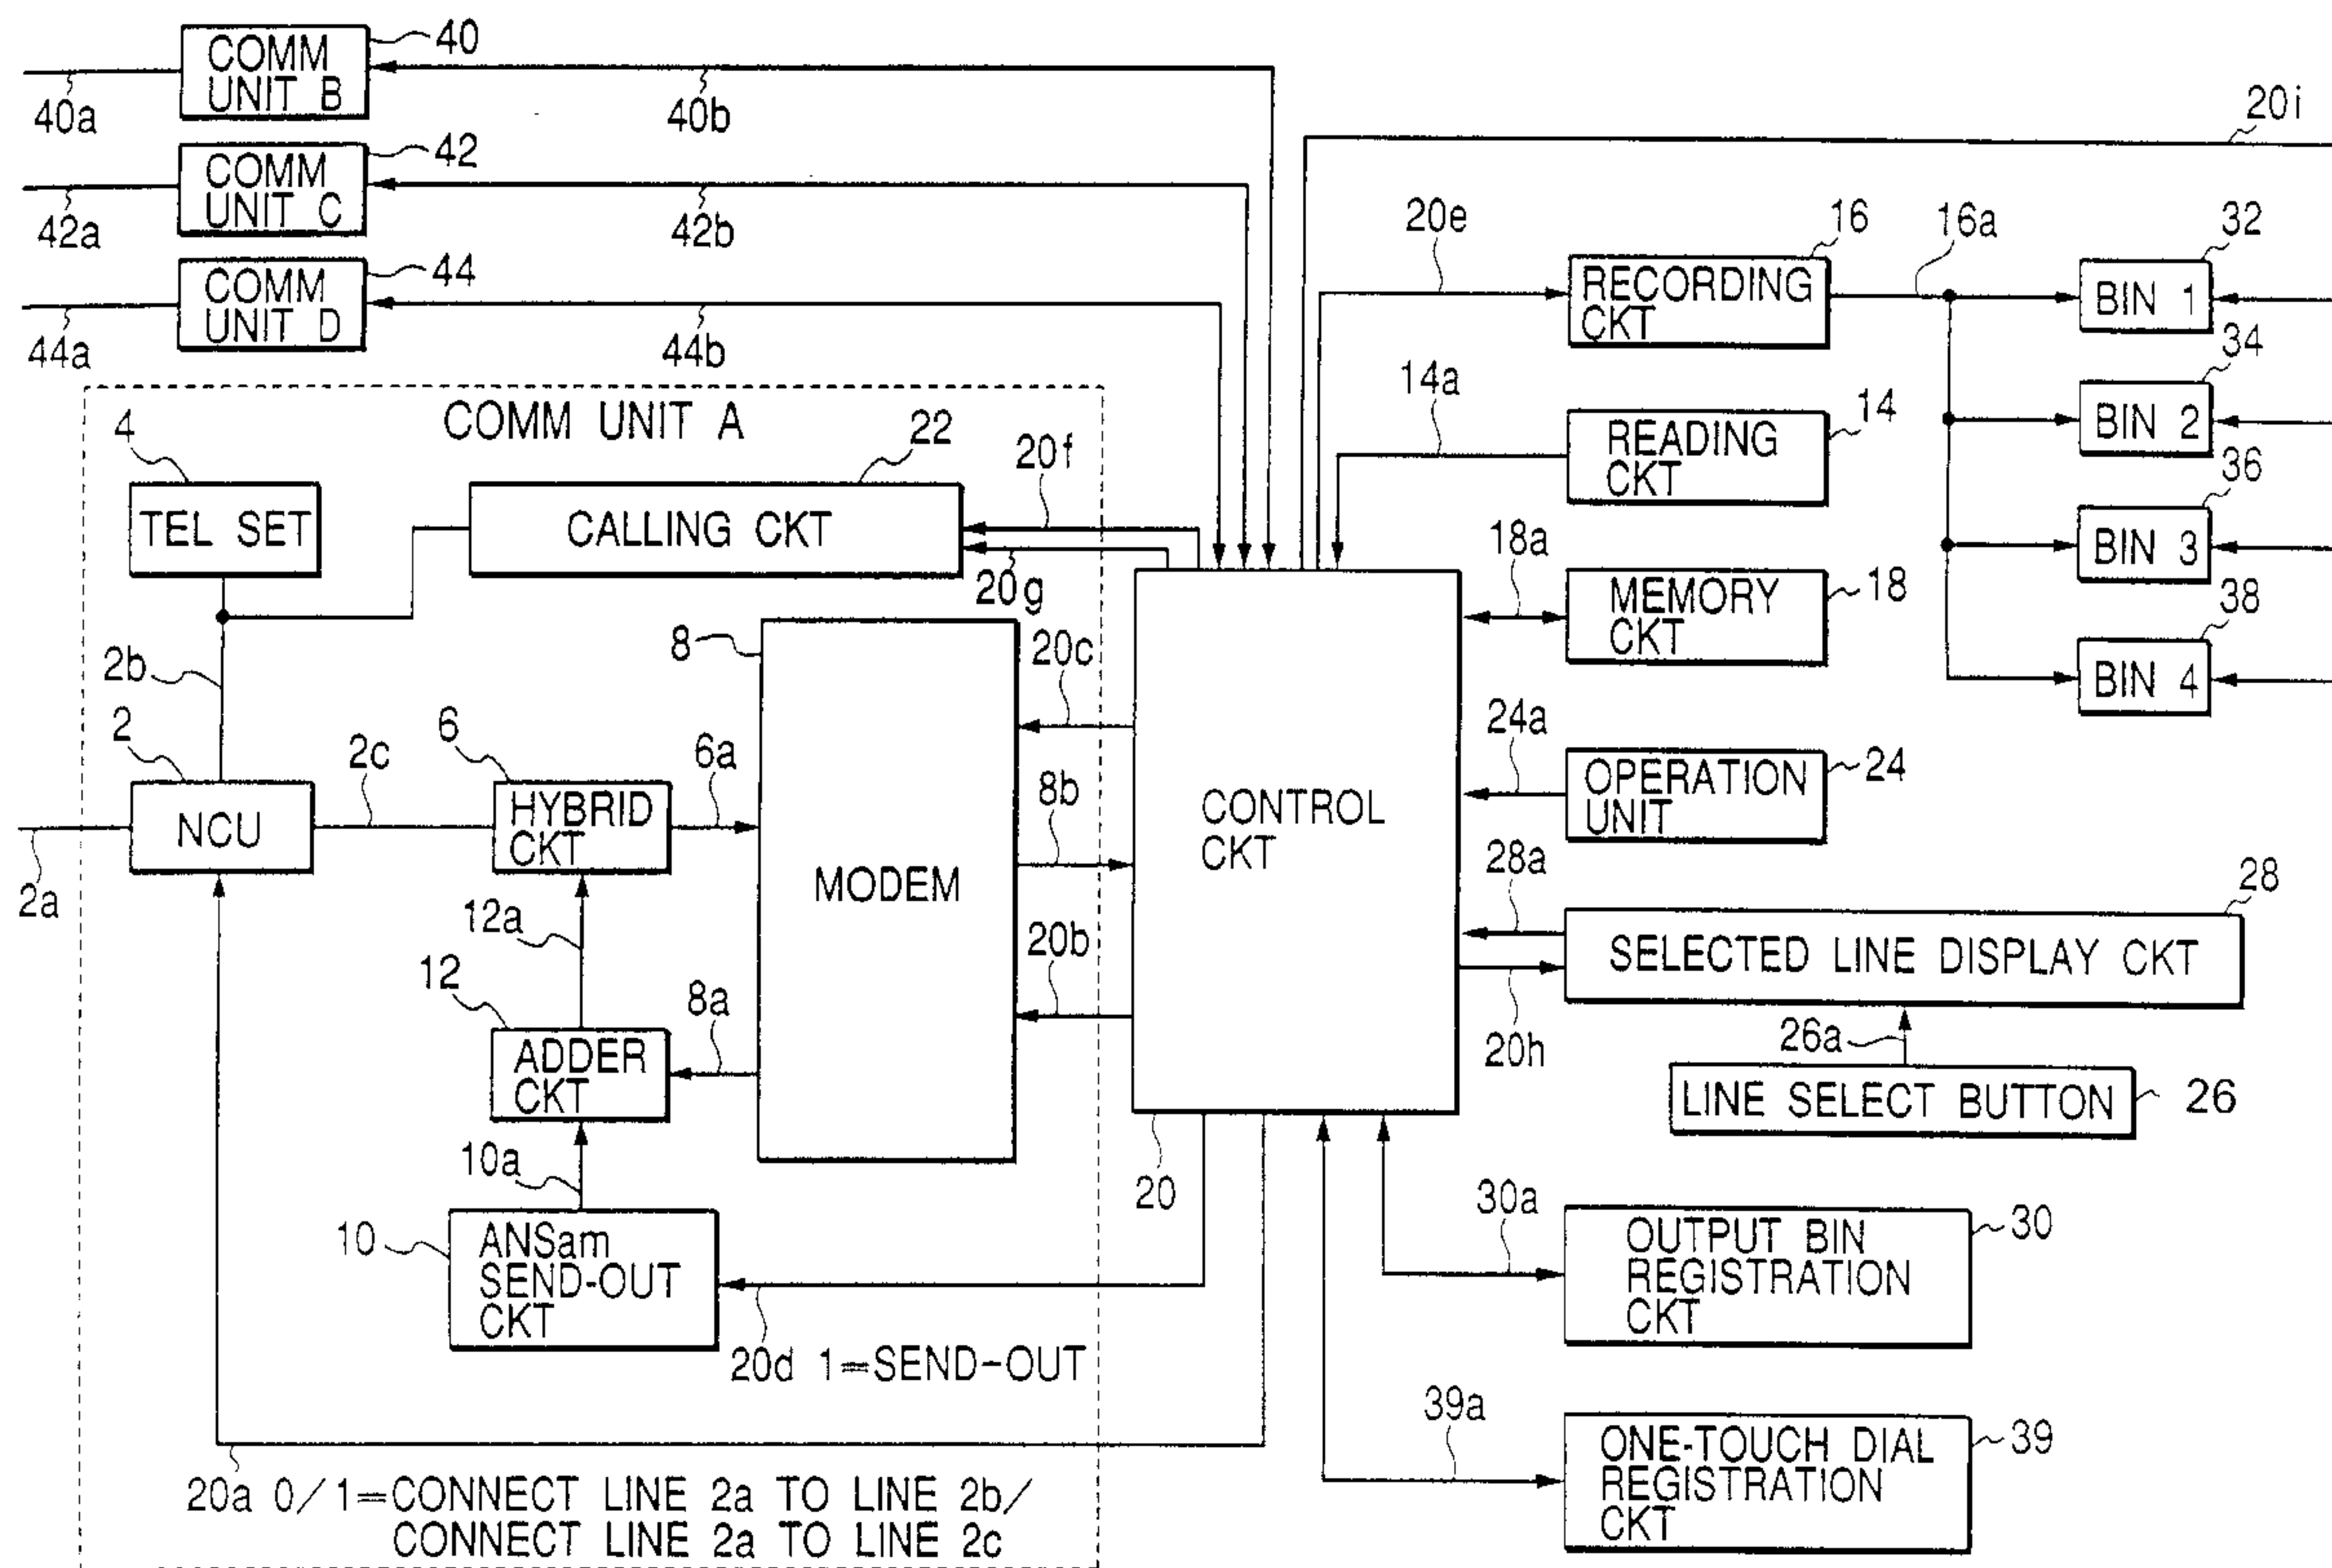 COMM
UNIT B
40
40a
40b
COMM
UNIT C
42
42a
42b
COMM
UNIT D
44
44a
44b
20i
20e
RECORDING
CKT
16
16a
BIN 1
32
BIN 2
34
BIN 3
36
BIN 4
38
14a
READING
CKT
14
18a
MEMORY
CKT
18
24a
OPERATION
UNIT
24
28a
SELECTED LINE DISPLAY CKT
28
20h
26a
LINE SELECT BUTTON
26
30a
OUTPUT BIN
REGISTRATION
CKT
30
39a
ONE-TOUCH DIAL
REGISTRATION
CKT
39
CONTROL
CKT
20
COMM UNIT A
4
TEL SET
22
CALLING CKT
20f
20g
2b
2
NCU
2a
2c
6
HYBRID
CKT
6a
8
MODEM
20c
8b
20b
12a
12
ADDER
CKT
8a
10a
10
ANSam
SEND-OUT
CKT
20d 1=SEND-OUT
20a 0/1=CONNECT LINE 2a TO LINE 2b/
CONNECT LINE 2a TO LINE 2c